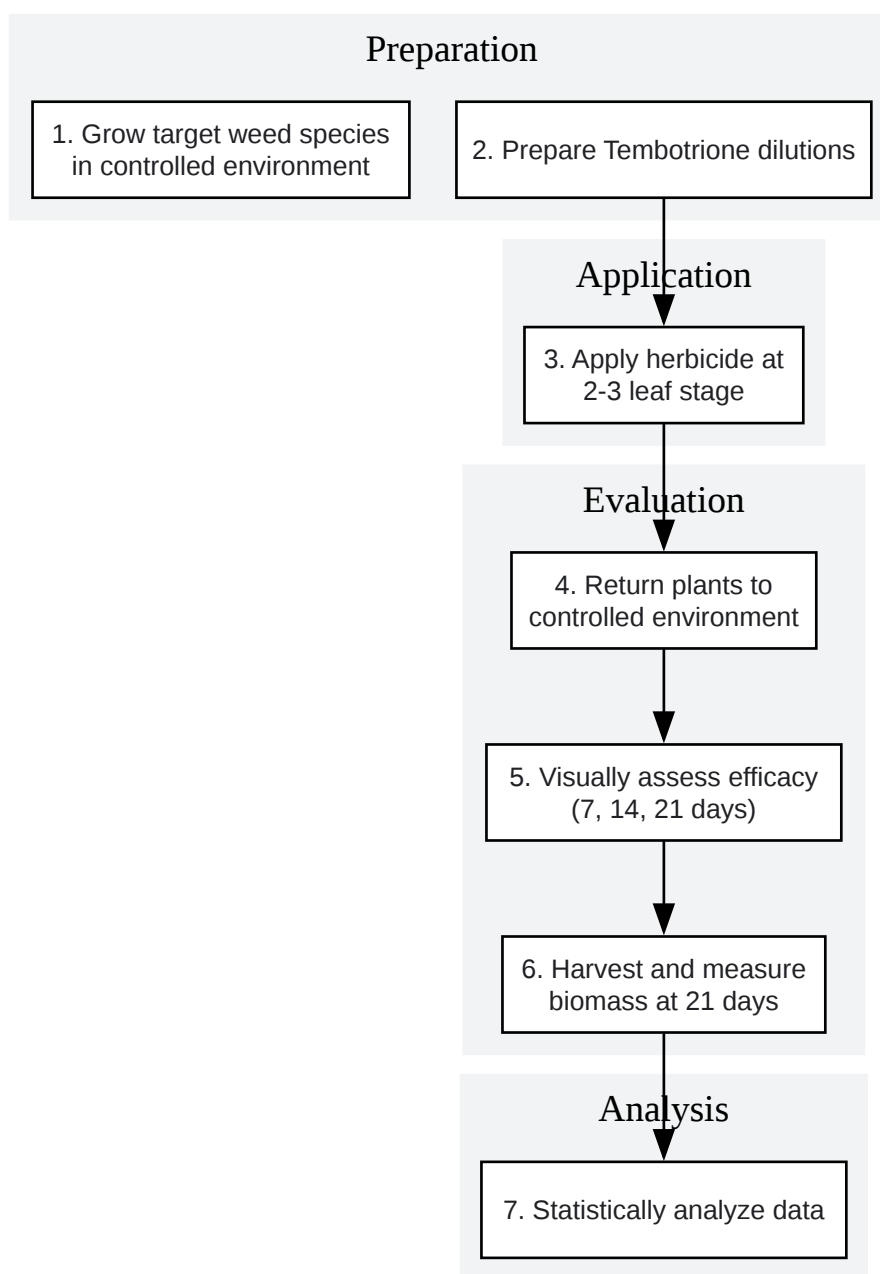 Preparation
1. Grow target weed species
in controlled environment
2. Prepare Tembotrione dilutions
Application
3. Apply herbicide at
2-3 leaf stage
Evaluation
4. Return plants to
controlled environment
5. Visually assess efficacy
(7, 14, 21 days)
6. Harvest and measure
biomass at 21 days
Analysis
7. Statistically analyze data